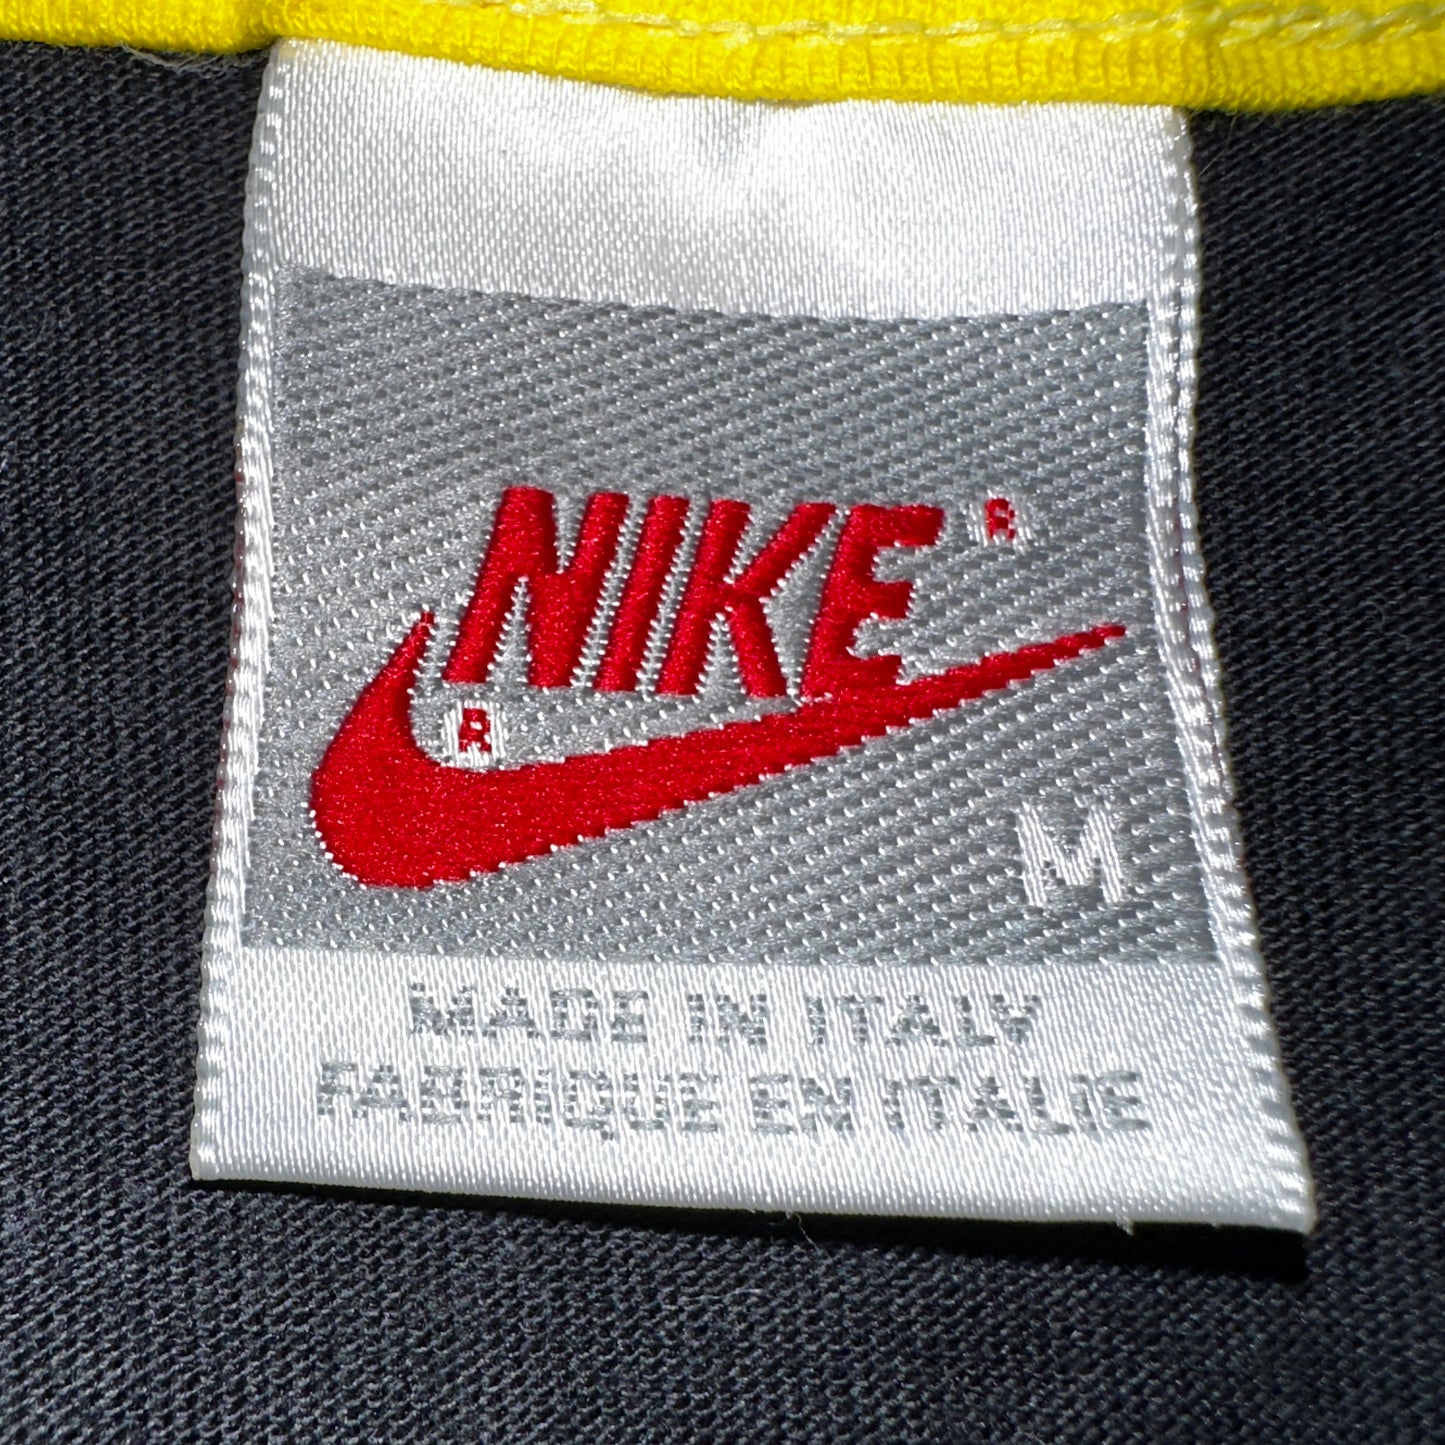 NIKE ®
®
M
MADE IN ITALY
FABRIQUE EN ITALIE